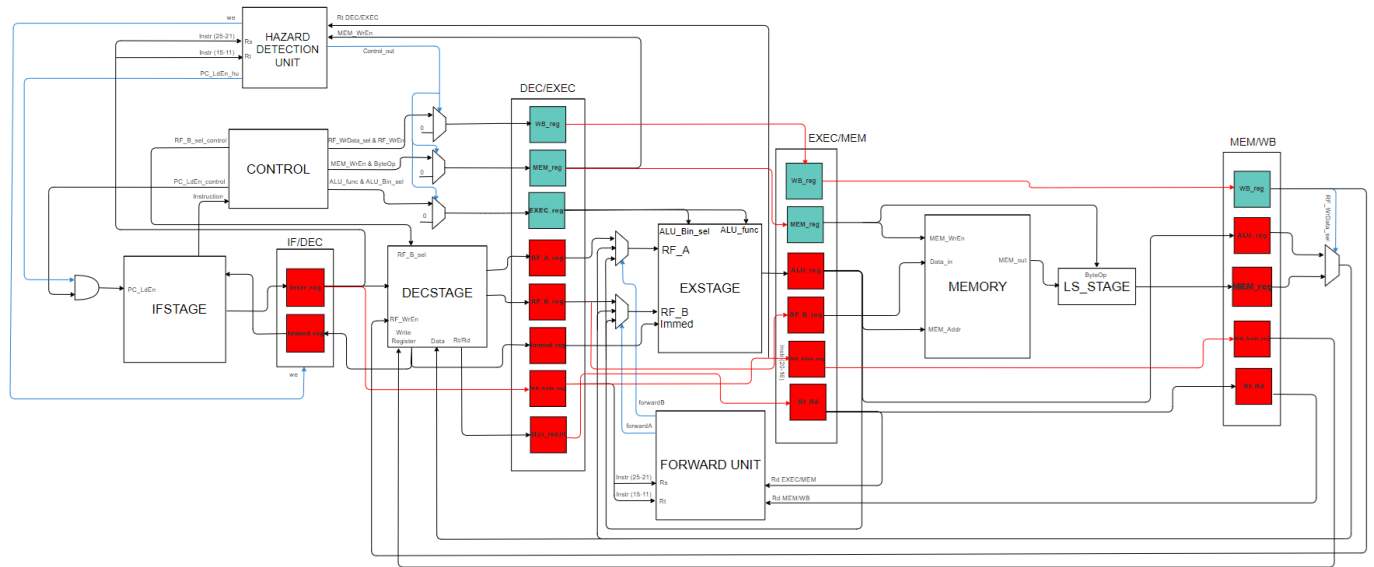 we
Rt DEC/EXEC
MEM_WrEn
Instr (25-21)
Rs
HAZARD
DETECTION
UNIT
Instr (15-11)
Rt
Control_out
PC_LdEn_hu
DEC/EXEC
0
WB_reg
EXEC/MEM
RF_B_sel_control
RF_WrData_sel & RF_WrEn
MEM/WB
CONTROL
MEM_WrEn & ByteOp
0
MEM_reg
WB_reg
WB_reg
PC_LdEn_control
ALU_func & ALU_Bin_sel
Instruction
0
EXEC_reg
MEM_reg
RF_WrData_sel
IF/DEC
ALU_Bin_sel
ALU_func
MEM_WrEn
ALU_reg
RF_B_sel
RF_A_reg
RF_A
Data_in
MEM_out
ALU_reg
ByteOp
PC_LdEn
Instr_reg
DECSTAGE
EXSTAGE
MEMORY
LS_STAGE
MEM_reg
IFSTAGE
RF_B_reg
RF_B
RF_B_reg
RF_WrEn
Immed
MEM_Addr
Immed_reg
Write
Register
Data
Rt/Rd
Immed_reg
Instr (20-16)
we
Rt_Rd
Rt_Rd
forwardB
forwardA
FORWARD UNIT
Instr (25-21)
Rs
Rd EXEC/MEM
Instr (15-11)
Rt
Rd MEM/WB